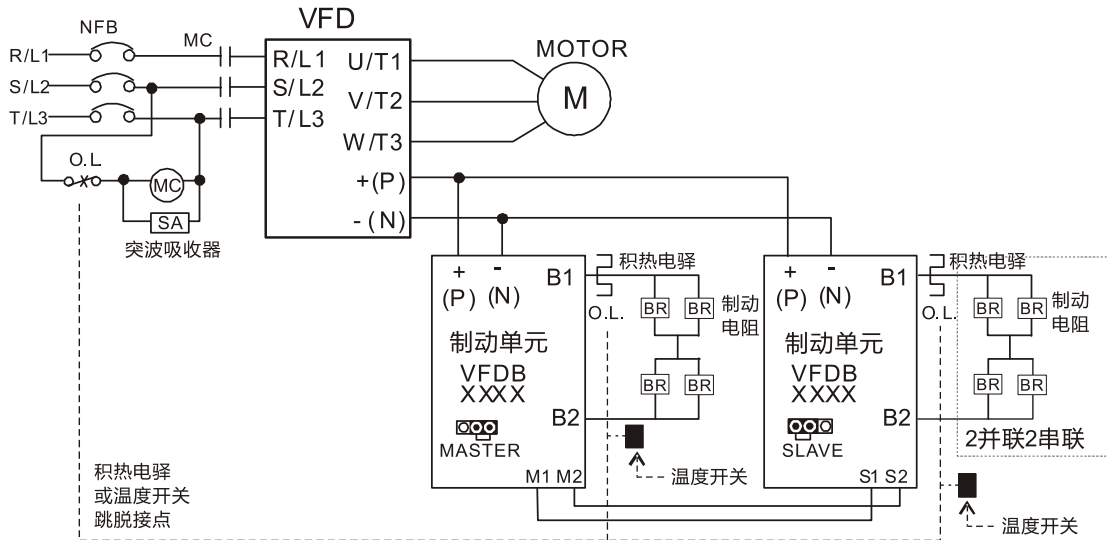 VFD
NFB
MC
MOTOR
R/L1
R/L1
U/T1
S/L2
S/L2
M
V/T2
T/L3
T/L3
W/T3
O.L
MC
+(P)
SA
-(N)
突波吸收器
+
-
B1
积热电驿
(P)
(N)
O.L.
BR
BR
制动
电阻
制动单元
VFDB
XXXX
BR
BR
B2
MASTER
M1 M2
温度开关
+
-
B1
积热电驿
(P)
(N)
O.L.
BR
BR
制动
电阻
制动单元
VFDB
XXXX
BR
BR
B2
2并联2串联
SLAVE
S1 S2
温度开关
积热电驿
或温度开关
跳脱接点